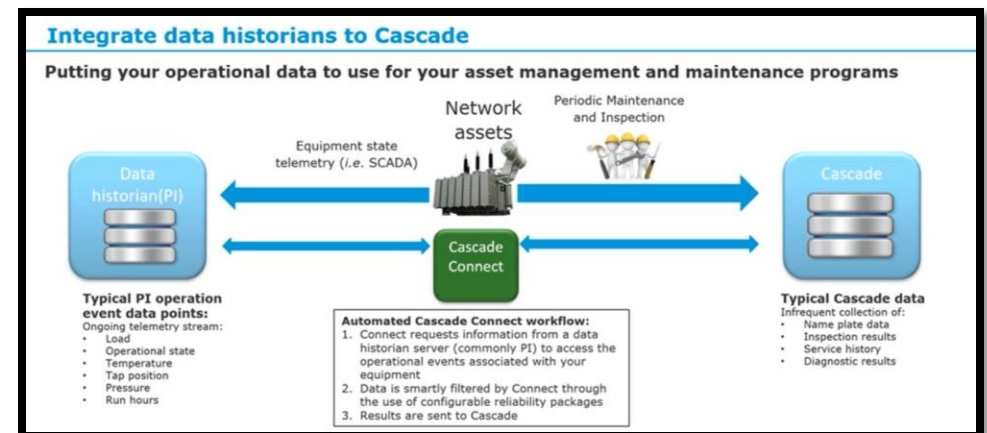 Integrate data historians to Cascade
Putting your operational data to use for your asset management and maintenance programs
Network
assets
Periodic Maintenance
and Inspection
Equipment state
telemetry (i.e. SCADA)
Data
historian(PI)
Cascade
Cascade
Connect
Typical PI operation
event data points:
Ongoing telemetry stream:
• Load
• Operational state
• Temperature
• Tap position
• Pressure
• Run hours
Automated Cascade Connect workflow:
1. Connect requests information from a data
historian server (commonly PI) to access the
operational events associated with your
equipment
2. Data is smartly filtered by Connect through
the use of configurable reliability packages
3. Results are sent to Cascade
Typical Cascade data
Infrequent collection of:
• Name plate data
• Inspection results
• Service history
• Diagnostic results